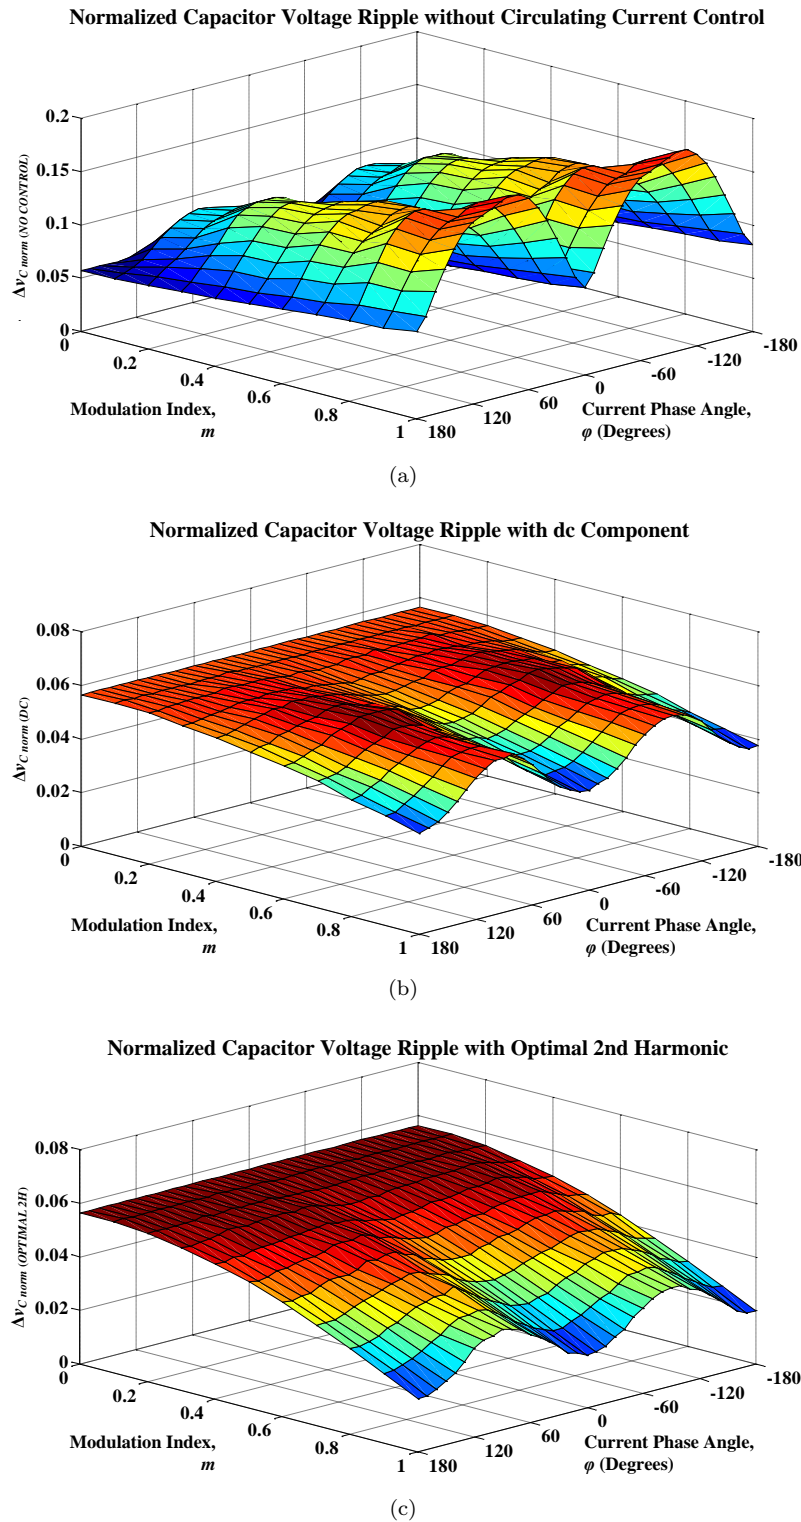 Normalized Capacitor Voltage Ripple without Circulating Current Control
ΔvC norm (NO CONTROL)
0.2
0.15
0.1
0.05
0
0
0.2
0.4
0.6
0.8
1
180
120
60
0
-60
-120
-180
Modulation Index,
m
Current Phase Angle,
φ (Degrees)
(a)
Normalized Capacitor Voltage Ripple with dc Component
ΔvC norm (DC)
0.08
0.06
0.04
0.02
0
0
0.2
0.4
0.6
0.8
1
180
120
60
0
-60
-120
-180
Modulation Index,
m
Current Phase Angle,
φ (Degrees)
(b)
Normalized Capacitor Voltage Ripple with Optimal 2nd Harmonic
ΔvC norm (OPTIMAL 2H)
0.08
0.06
0.04
0.02
0
0
0.2
0.4
0.6
0.8
1
180
120
60
0
-60
-120
-180
Modulation Index,
m
Current Phase Angle,
φ (Degrees)
(c)